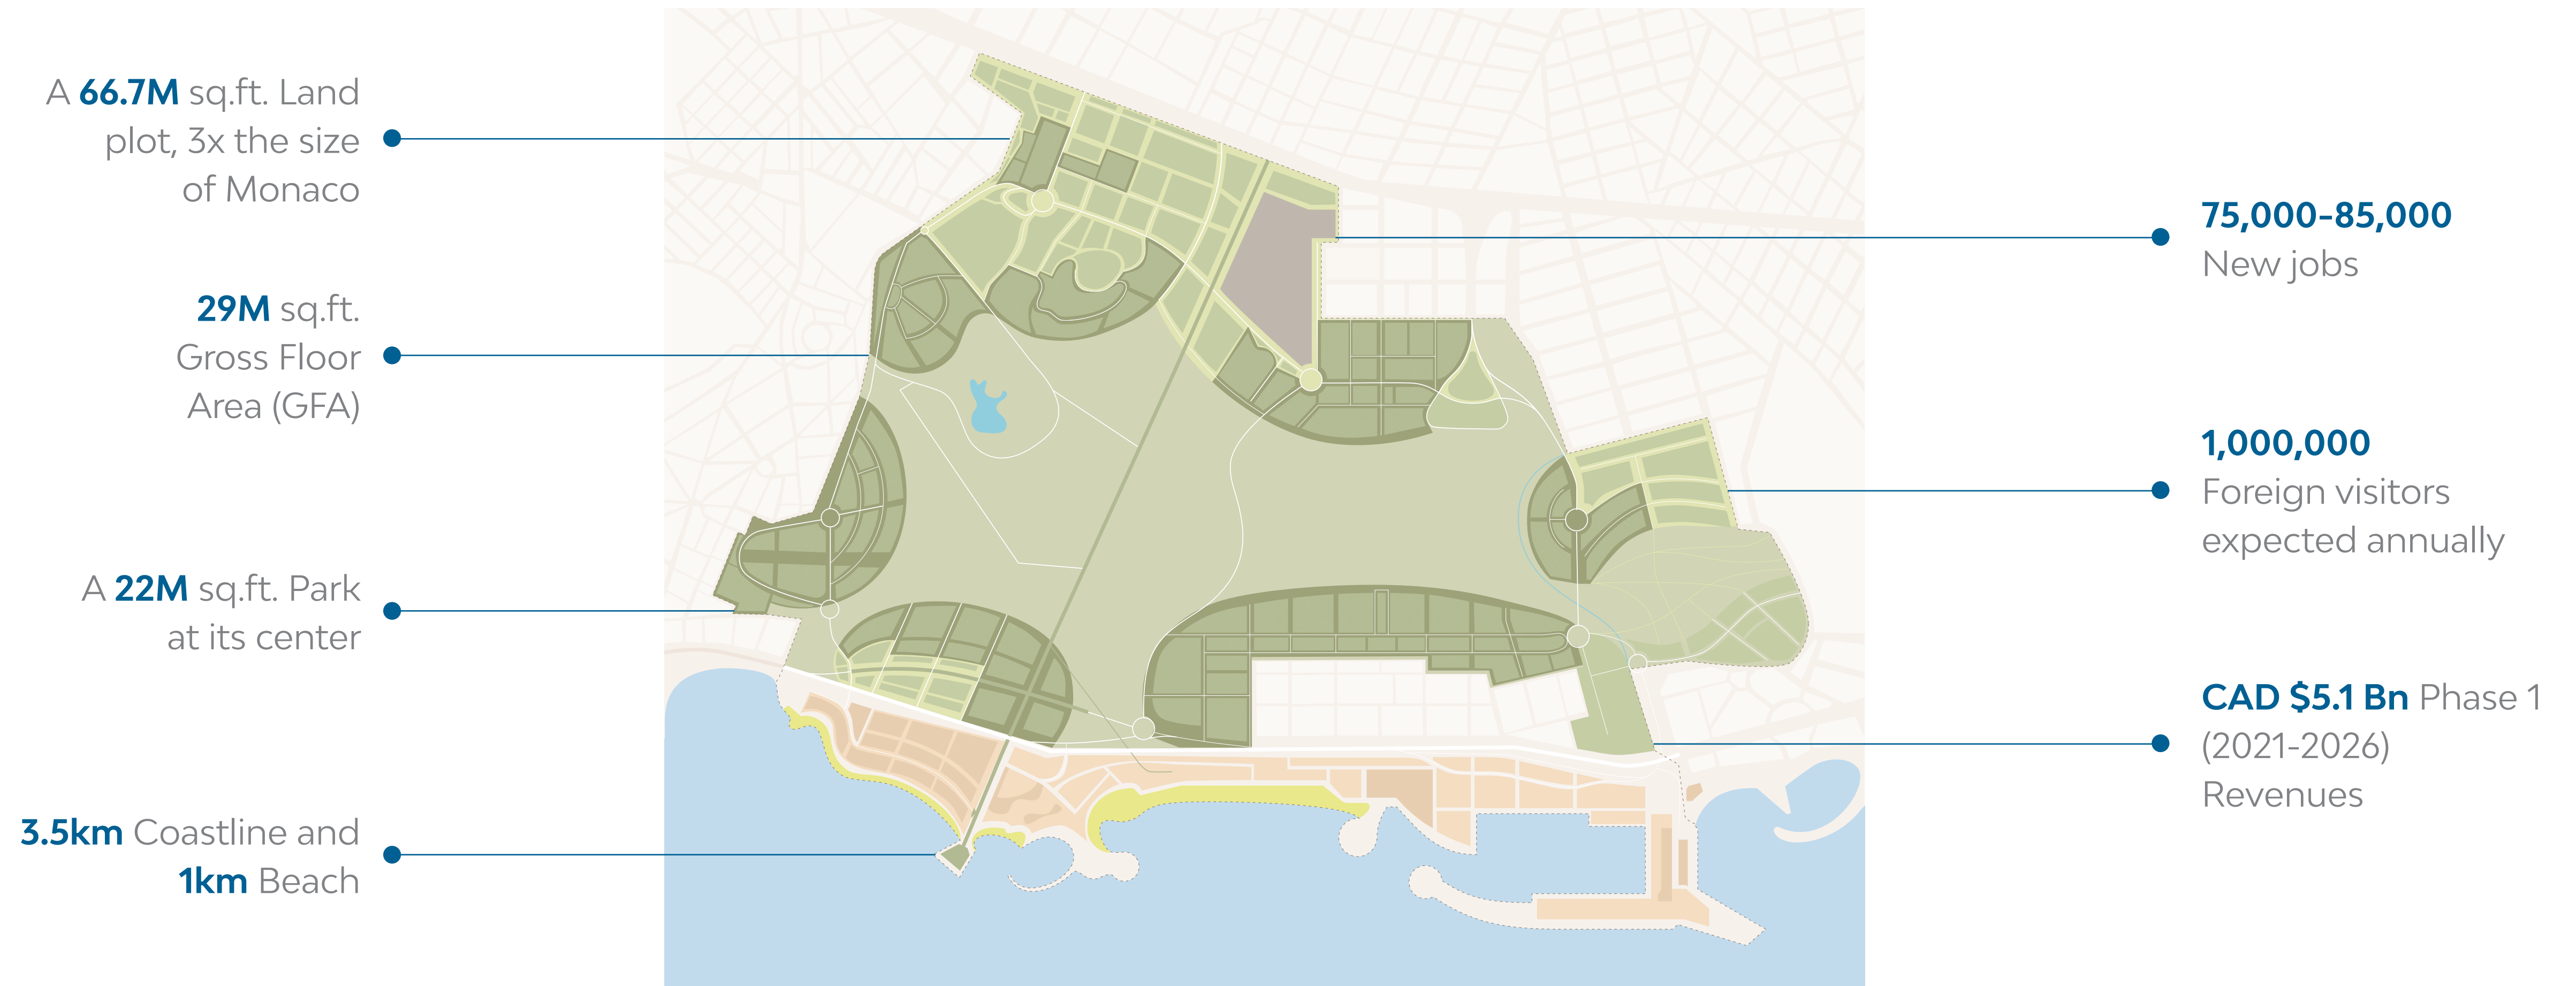 A 66.7M sq.ft. Land
plot, 3x the size
of Monaco
29M sq.ft.
Gross Floor
Area (GFA)
A 22M sq.ft. Park
at its center
3.5km Coastline and
1km Beach
75,000-85,000
New jobs
1,000,000
Foreign visitors
expected annually
CAD $5.1 Bn Phase 1
(2021-2026)
Revenues